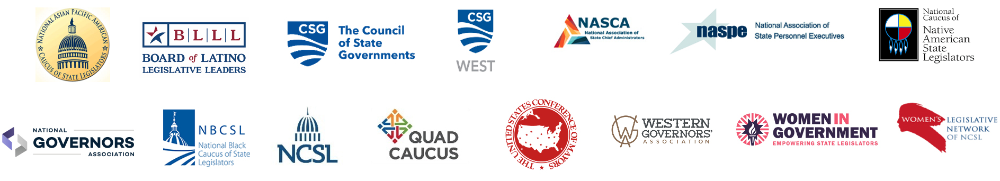 NATIONAL ASIAN PACIFIC AMERICAN
CAUCUS OF STATE LEGISLATORS
B|L|L|L
BOARD of LATINO
LEGISLATIVE LEADERS
CSG
The Council
of State
Governments
CSG
WEST
NASCA
National Association of
State Chief Administrators
naspe
National Association of
State Personnel Executives
National
Caucus of
Native
American
State
Legislators
NATIONAL
GOVERNORS
ASSOCIATION
NBCSL
National Black
Caucus of State
Legislators
NCSL
QUAD
CAUCUS
THE UNITED STATES CONFERENCE OF MAYORS
WG
WESTERN
GOVERNORS'
ASSOCIATION
WOMEN IN
GOVERNMENT
EMPOWERING STATE LEGISLATORS
WOMEN'S LEGISLATIVE
NETWORK
OF NCSL